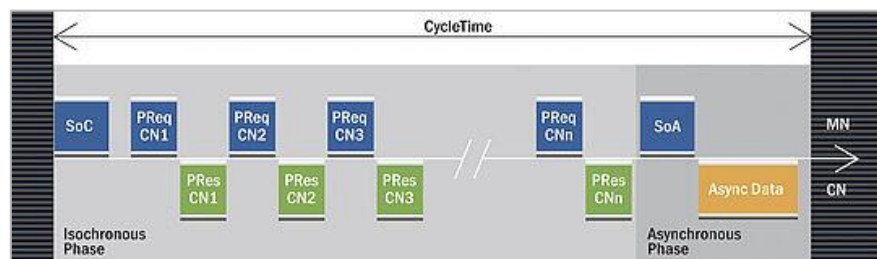 CycleTime
SoC
PReq
CN1
PReq
CN2
PReq
CN3
PReq
CNn
SoA
MN
PRes
CN1
PRes
CN2
PRes
CN3
PRes
CNn
Async Data
CN
Isochronous
Phase
Asynchronous
Phase